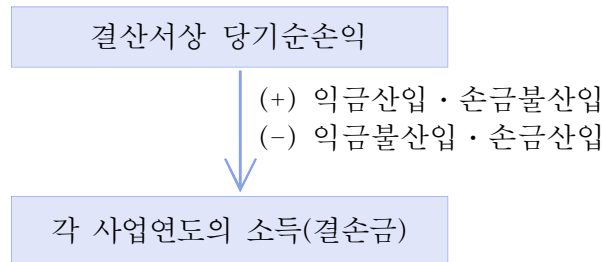 결산서상 당기순손익
(+) 익금산입·손금불산입
(-) 익금불산입·손금산입
각 사업연도의 소득(결손금)